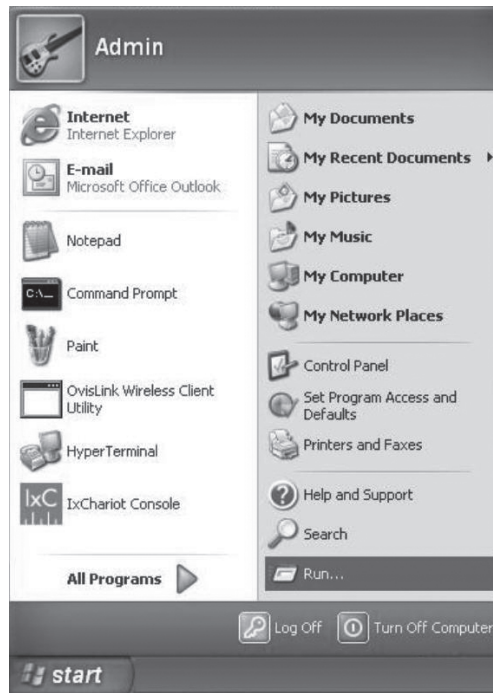 Admin
Internet
Internet Explorer
E-mail
Microsoft Office Outlook
Notepad
C:\_
Command Prompt
Paint
OvisLink Wireless Client
Utility
HyperTerminal
IxC
IxChariot Console
All Programs
My Documents
My Recent Documents
My Pictures
My Music
My Computer
My Network Places
Control Panel
Set Program Access and
Defaults
Printers and Faxes
Help and Support
Search
Run...
Log Off
Turn Off Computer
start